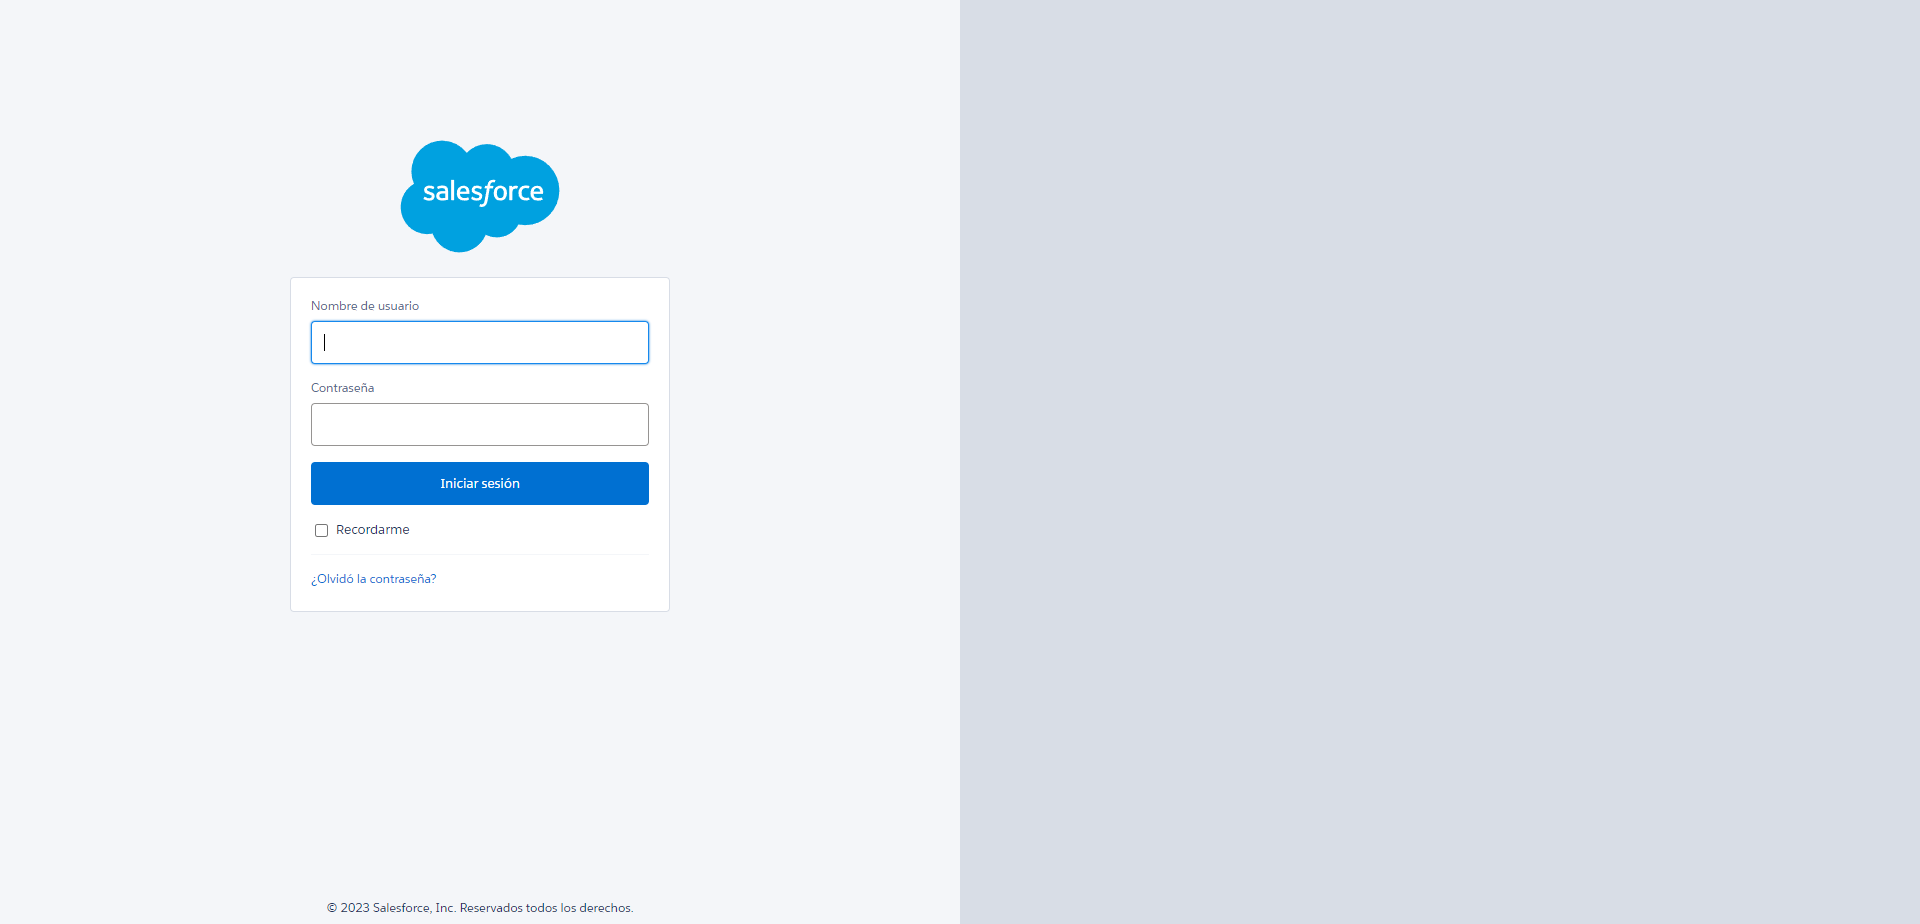 salesforce
Nombre de usuario
Contraseña
Iniciar sesión
Recordarme
¿Olvidó la contraseña?
© 2023 Salesforce, Inc. Reservados todos los derechos.